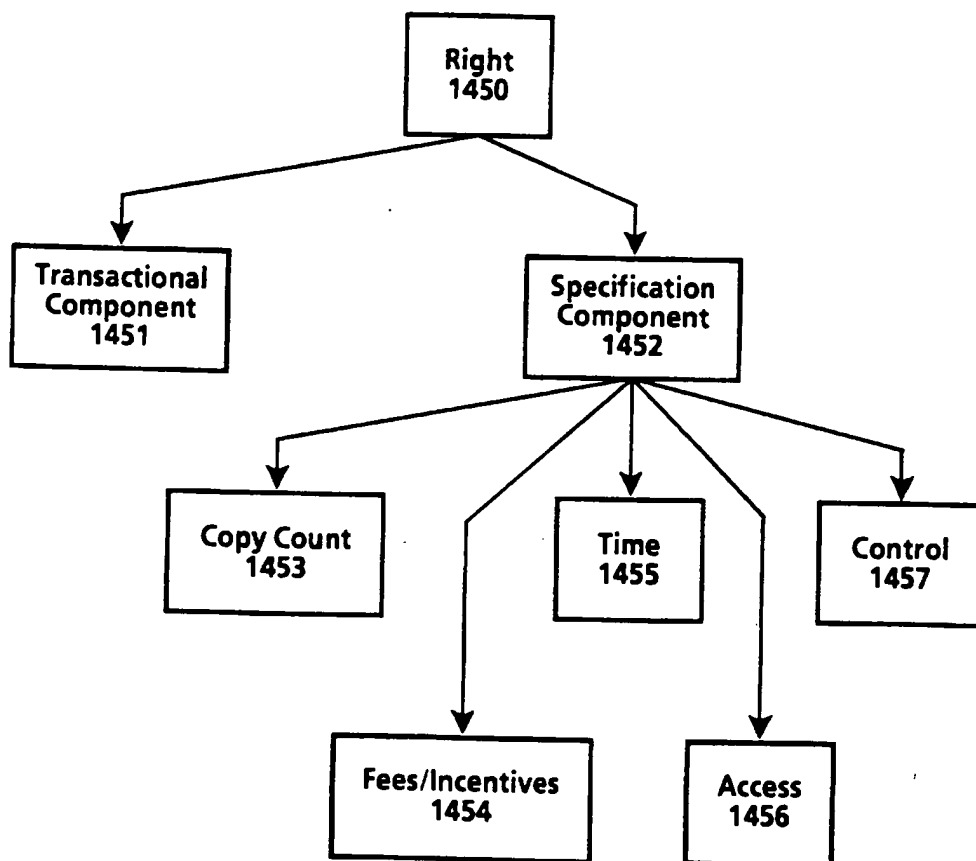 Right
1450
Transactional
Component
1451
Specification
Component
1452
Copy Count
1453
Time
1455
Control
1457
Fees/Incentives
1454
Access
1456